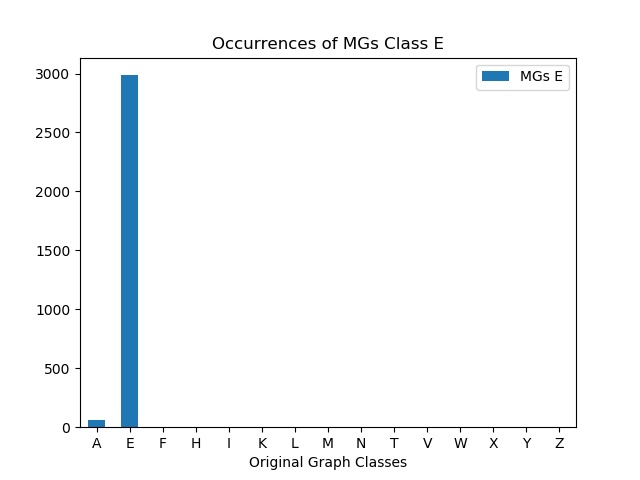 Occurrences of MGs Class E
MGs E
3000
2500
2000
1500
1000
500
0
A E F H I K L M N T V W X Y Z
Original Graph Classes